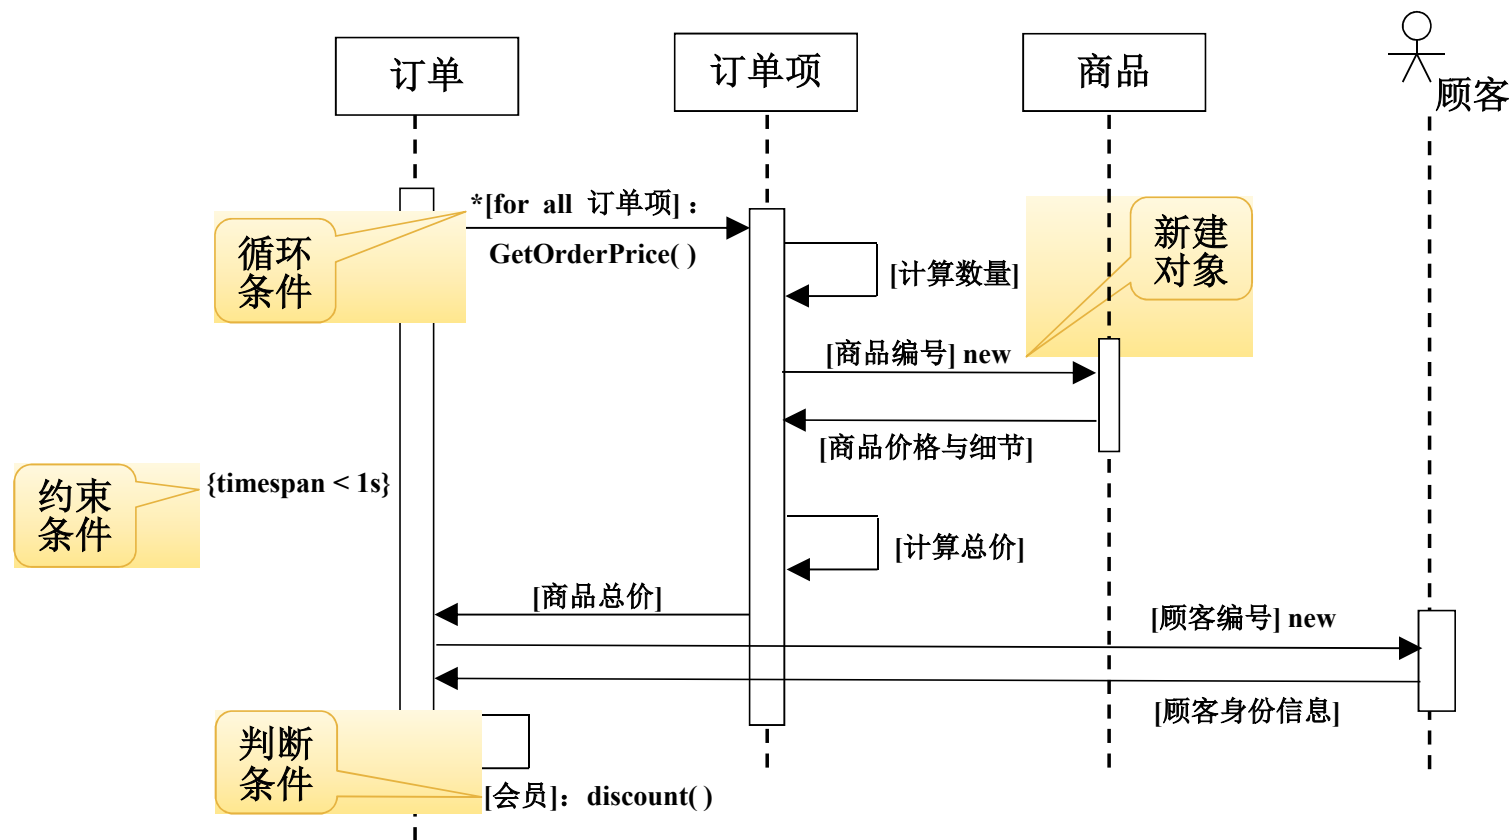 订单
订单项
商品
顾客
*[for all 订单项]：
GetOrderPrice( )
循环
条件
新建
对象
[计算数量]
[商品编号] new
[商品价格与细节]
{timespan < 1s}
约束
条件
[计算总价]
[商品总价]
[顾客编号] new
[顾客身份信息]
判断
条件
[会员]：discount( )